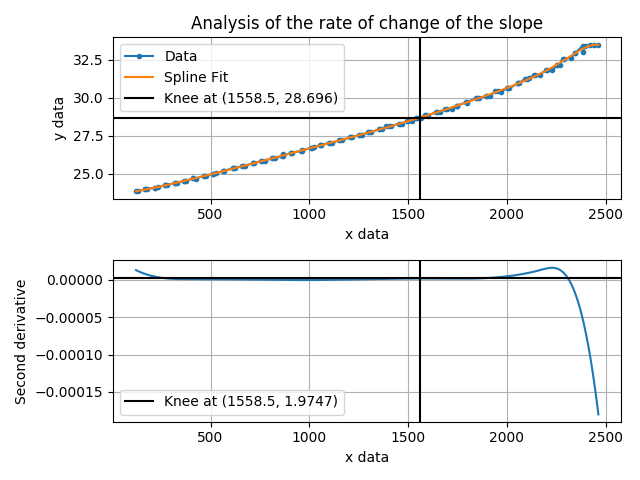 Analysis of the rate of change of the slope
Data
Spline Fit
Knee at (1558.5, 28.696)
32.5
30.0
27.5
25.0
y data
500
1000
1500
2000
2500
x data
0.00000
−0.00005
−0.00010
−0.00015
Second derivative
Knee at (1558.5, 1.9747)
500
1000
1500
2000
2500
x data